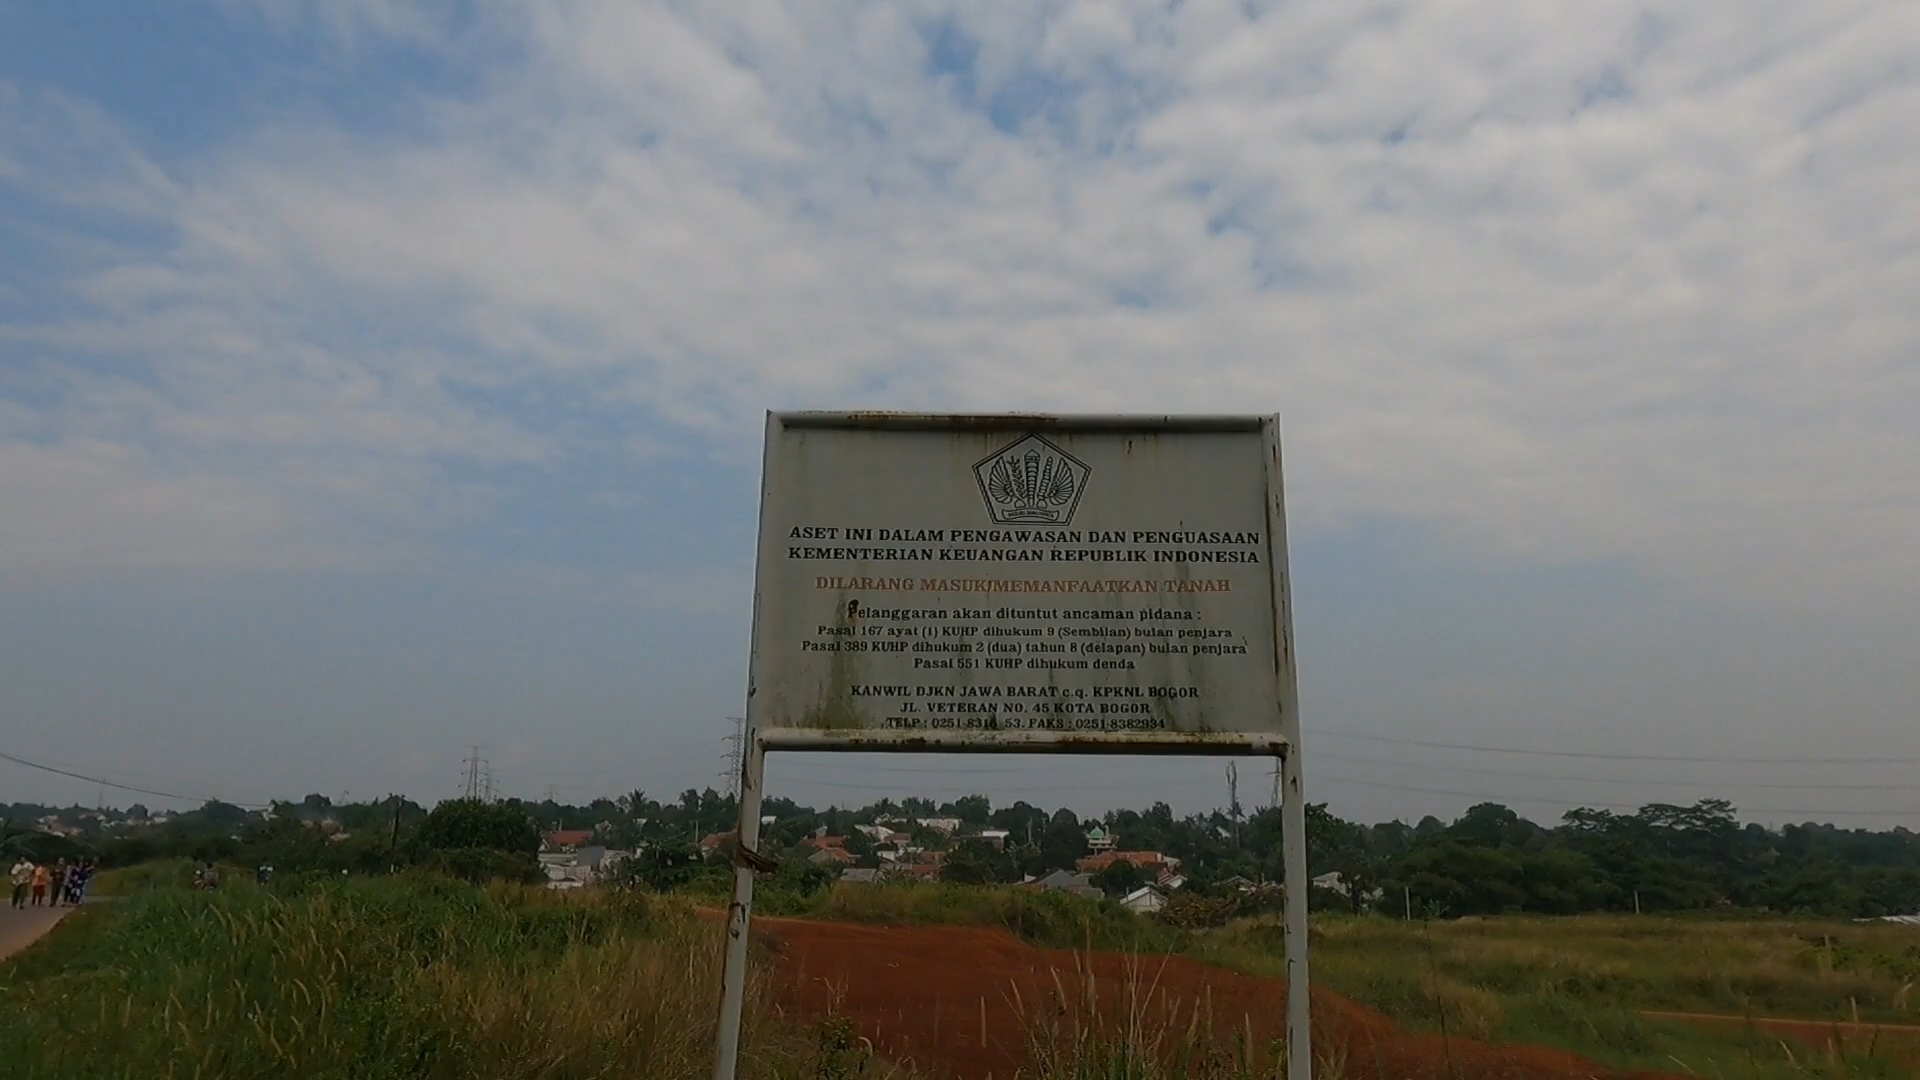 ASET INI DALAM PENGAWASAN DAN PENGUASAAN
KEMENTERIAN KEUANGAN REPUBLIK INDONESIA
DILARANG MASUK/MEMANFAATKAN TANAH
Pelanggaran akan dituntut ancaman pidana :
Pasal 167 ayat (1) KUHP dihukum 9 (Sembilan) bulan penjara
Pasal 389 KUHP dihukum 2 (dua) tahun 8 (delapan) bulan penjara
Pasal 551 KUHP dihukum denda
KANWIL DJKN JAWA BARAT c.q. KPKNL BOGOR
JL. VETERAN NO. 45 KOTA BOGOR
TELP : 0251 FAKS : 0251-8382934